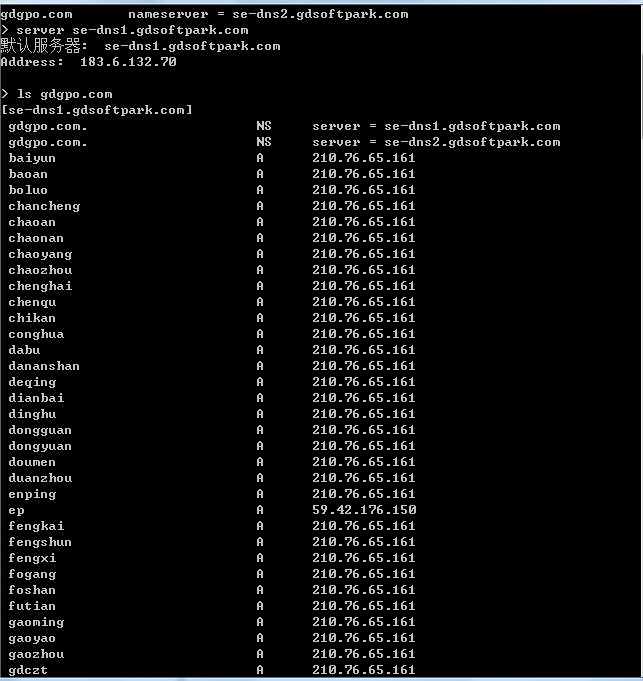 gdgpo.com nameserver = se-dns2.gdsoftpark.com
> server se-dns1.gdsoftpark.com
默认服务器: se-dns1.gdsoftpark.com
Address: 183.6.132.70
> ls gdgpo.com
[se-dns1.gdsoftpark.com]
gdgpo.com. NS server = se-dns1.gdsoftpark.com
gdgpo.com. NS server = se-dns2.gdsoftpark.com
baiyun A 210.76.65.161
baoan A 210.76.65.161
boluo A 210.76.65.161
chancheng A 210.76.65.161
chaoan A 210.76.65.161
chaonan A 210.76.65.161
chaoyang A 210.76.65.161
chaozhou A 210.76.65.161
chenghai A 210.76.65.161
chenqu A 210.76.65.161
chikan A 210.76.65.161
conghua A 210.76.65.161
dabu A 210.76.65.161
dananshan A 210.76.65.161
deqing A 210.76.65.161
dianbai A 210.76.65.161
dinghu A 210.76.65.161
dongguan A 210.76.65.161
dongyuan A 210.76.65.161
doumen A 210.76.65.161
duanzhou A 210.76.65.161
enping A 210.76.65.161
ep A 59.42.176.150
fengkai A 210.76.65.161
fengshun A 210.76.65.161
fengxi A 210.76.65.161
fogang A 210.76.65.161
foshan A 210.76.65.161
futian A 210.76.65.161
gaoming A 210.76.65.161
gaoyao A 210.76.65.161
gaozhou A 210.76.65.161
gdczt A 210.76.65.161